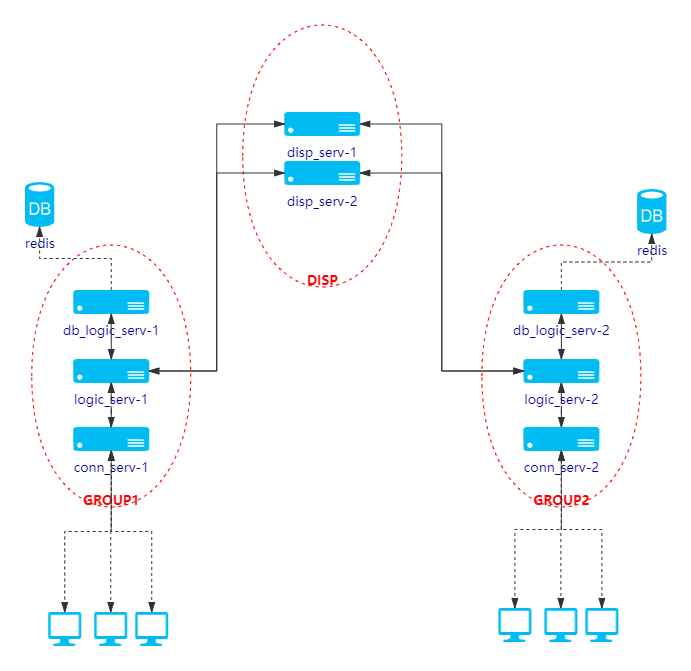 disp_serv-1
disp_serv-2
DISP
DB
redis
db_logic_serv-1
logic_serv-1
conn_serv-1
GROUP1
DB
redis
db_logic_serv-2
logic_serv-2
conn_serv-2
GROUP2